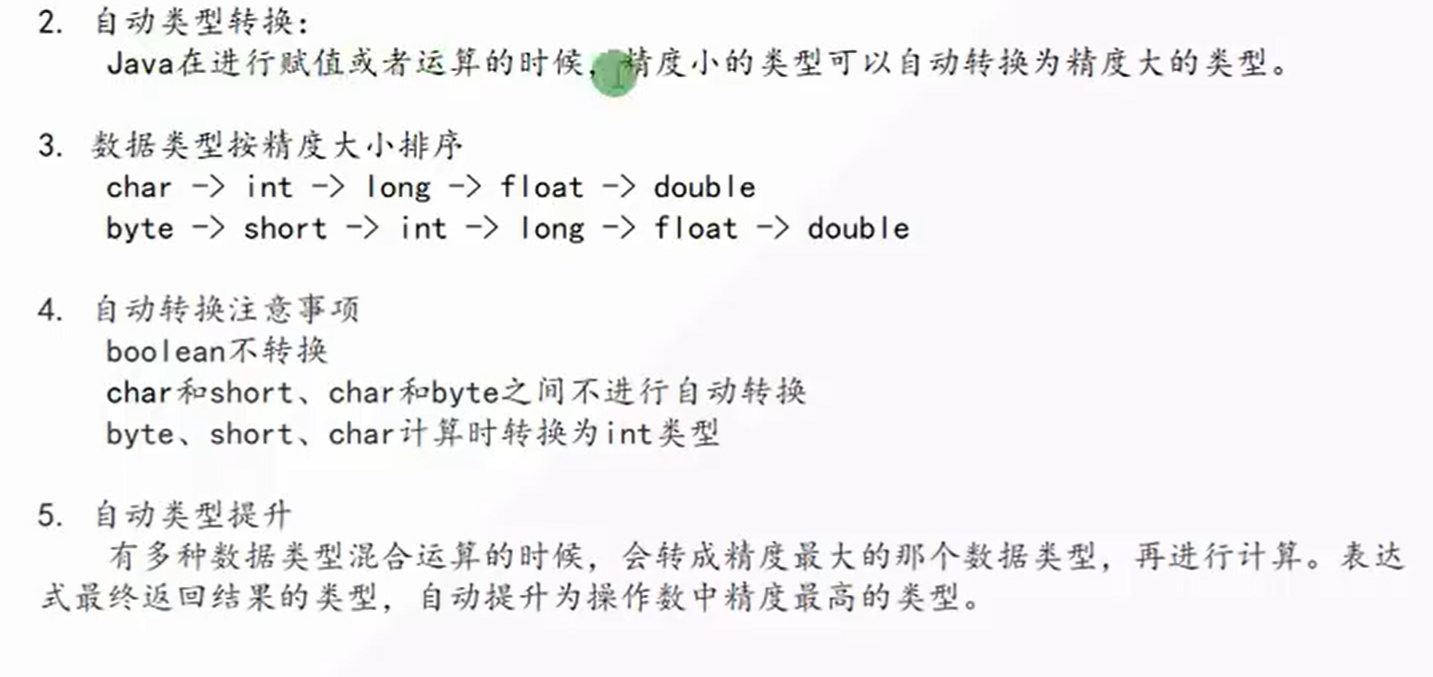 2. 自动类型转换:
Java在进行赋值或者运算的时候，精度小的类型可以自动转换为精度大的类型。
3. 数据类型按精度大小排序
char -> int -> long -> float -> double
byte -> short -> int -> long -> float -> double
4. 自动转换注意事项
boolean不转换
char和short、char和byte之间不进行自动转换
byte、short、char计算时转换为int类型
5. 自动类型提升
有多种数据类型混合运算的时候，会转成精度最大的那个数据类型，再进行计算。表达
式最终返回结果的类型，自动提升为操作数中精度最高的类型。